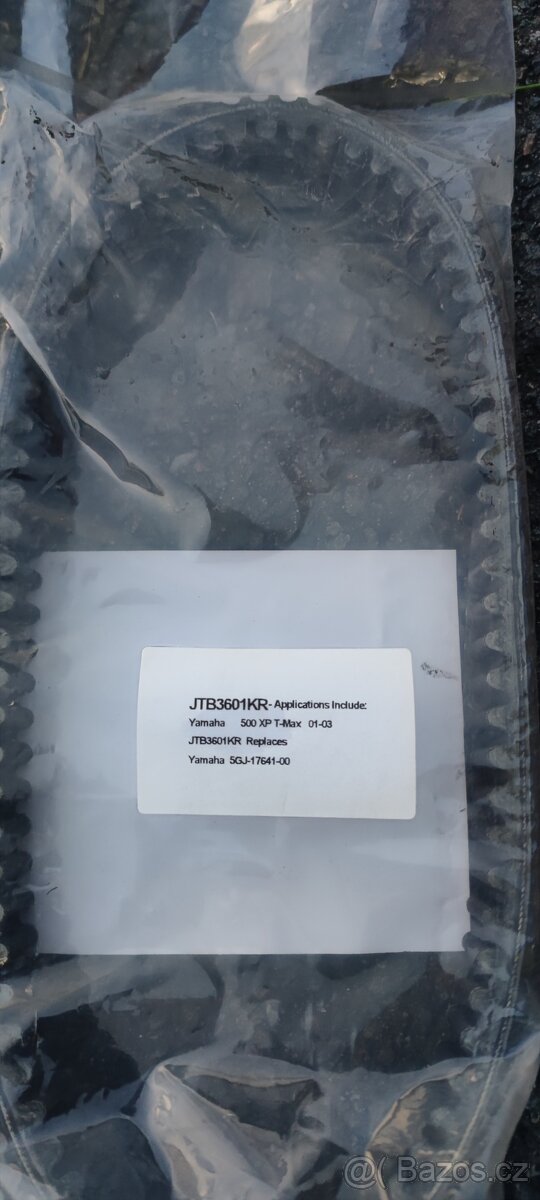 JTB3601KR- Applications Include:
Yamaha 500 XP T-Max 01-03
JTB3601KR Replaces
Yamaha 5GJ-17641-00
@( Bazos.cz